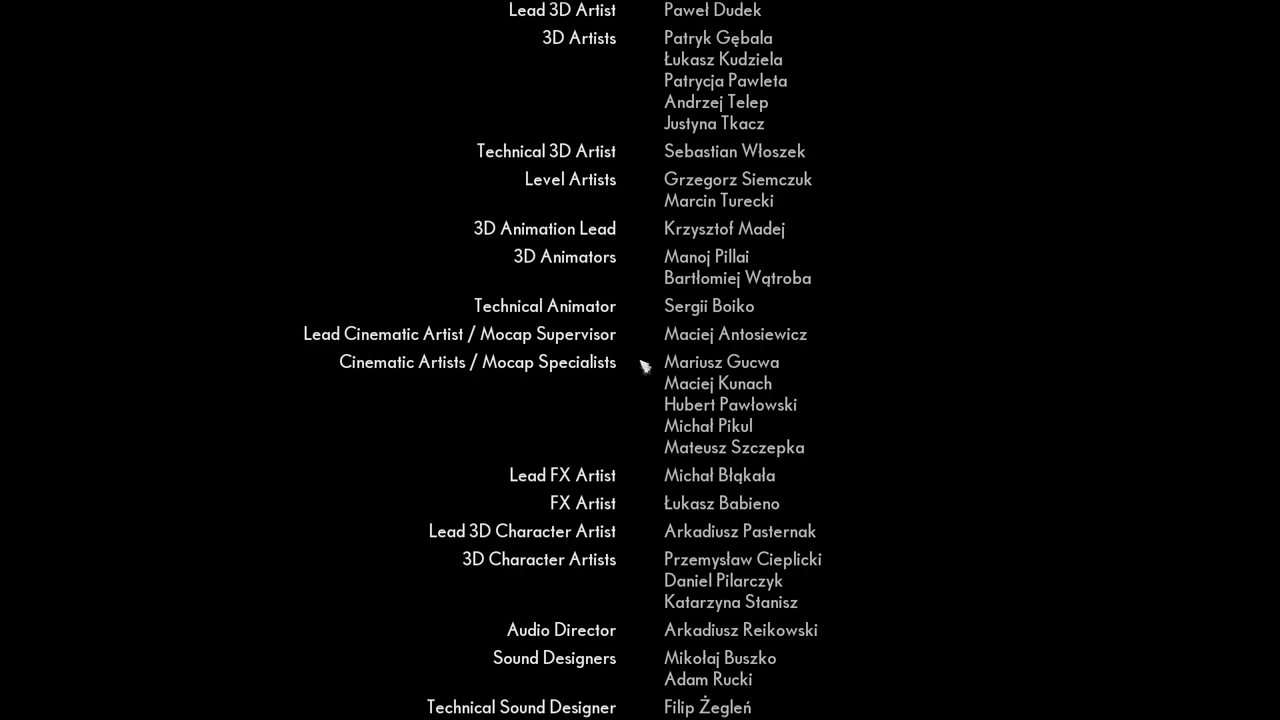 Lead 3D Artist Paweł Dudek
3D Artists Patryk Gębala
Łukasz Kudziela
Patrycja Pawleta
Andrzej Telep
Justyna Tkacz
Technical 3D Artist Sebastian Włoszek
Level Artists Grzegorz Siemczuk
Marcin Turecki
3D Animation Lead Krzysztof Madej
3D Animators Manoj Pillai
Bartłomiej Wątroba
Technical Animator Sergii Boiko
Lead Cinematic Artist / Mocap Supervisor Maciej Antosiewicz
Cinematic Artists / Mocap Specialists Mariusz Gucwa
Maciej Kunach
Hubert Pawłowski
Michał Pikul
Mateusz Szczepka
Lead FX Artist Michał Błąkała
FX Artist Łukasz Babieno
Lead 3D Character Artist Arkadiusz Pasternak
3D Character Artists Przemysław Cieplicki
Daniel Pilarczyk
Katarzyna Stanisz
Audio Director Arkadiusz Reikowski
Sound Designers Mikołaj Buszko
Adam Rucki
Technical Sound Designer Filip Żegleń